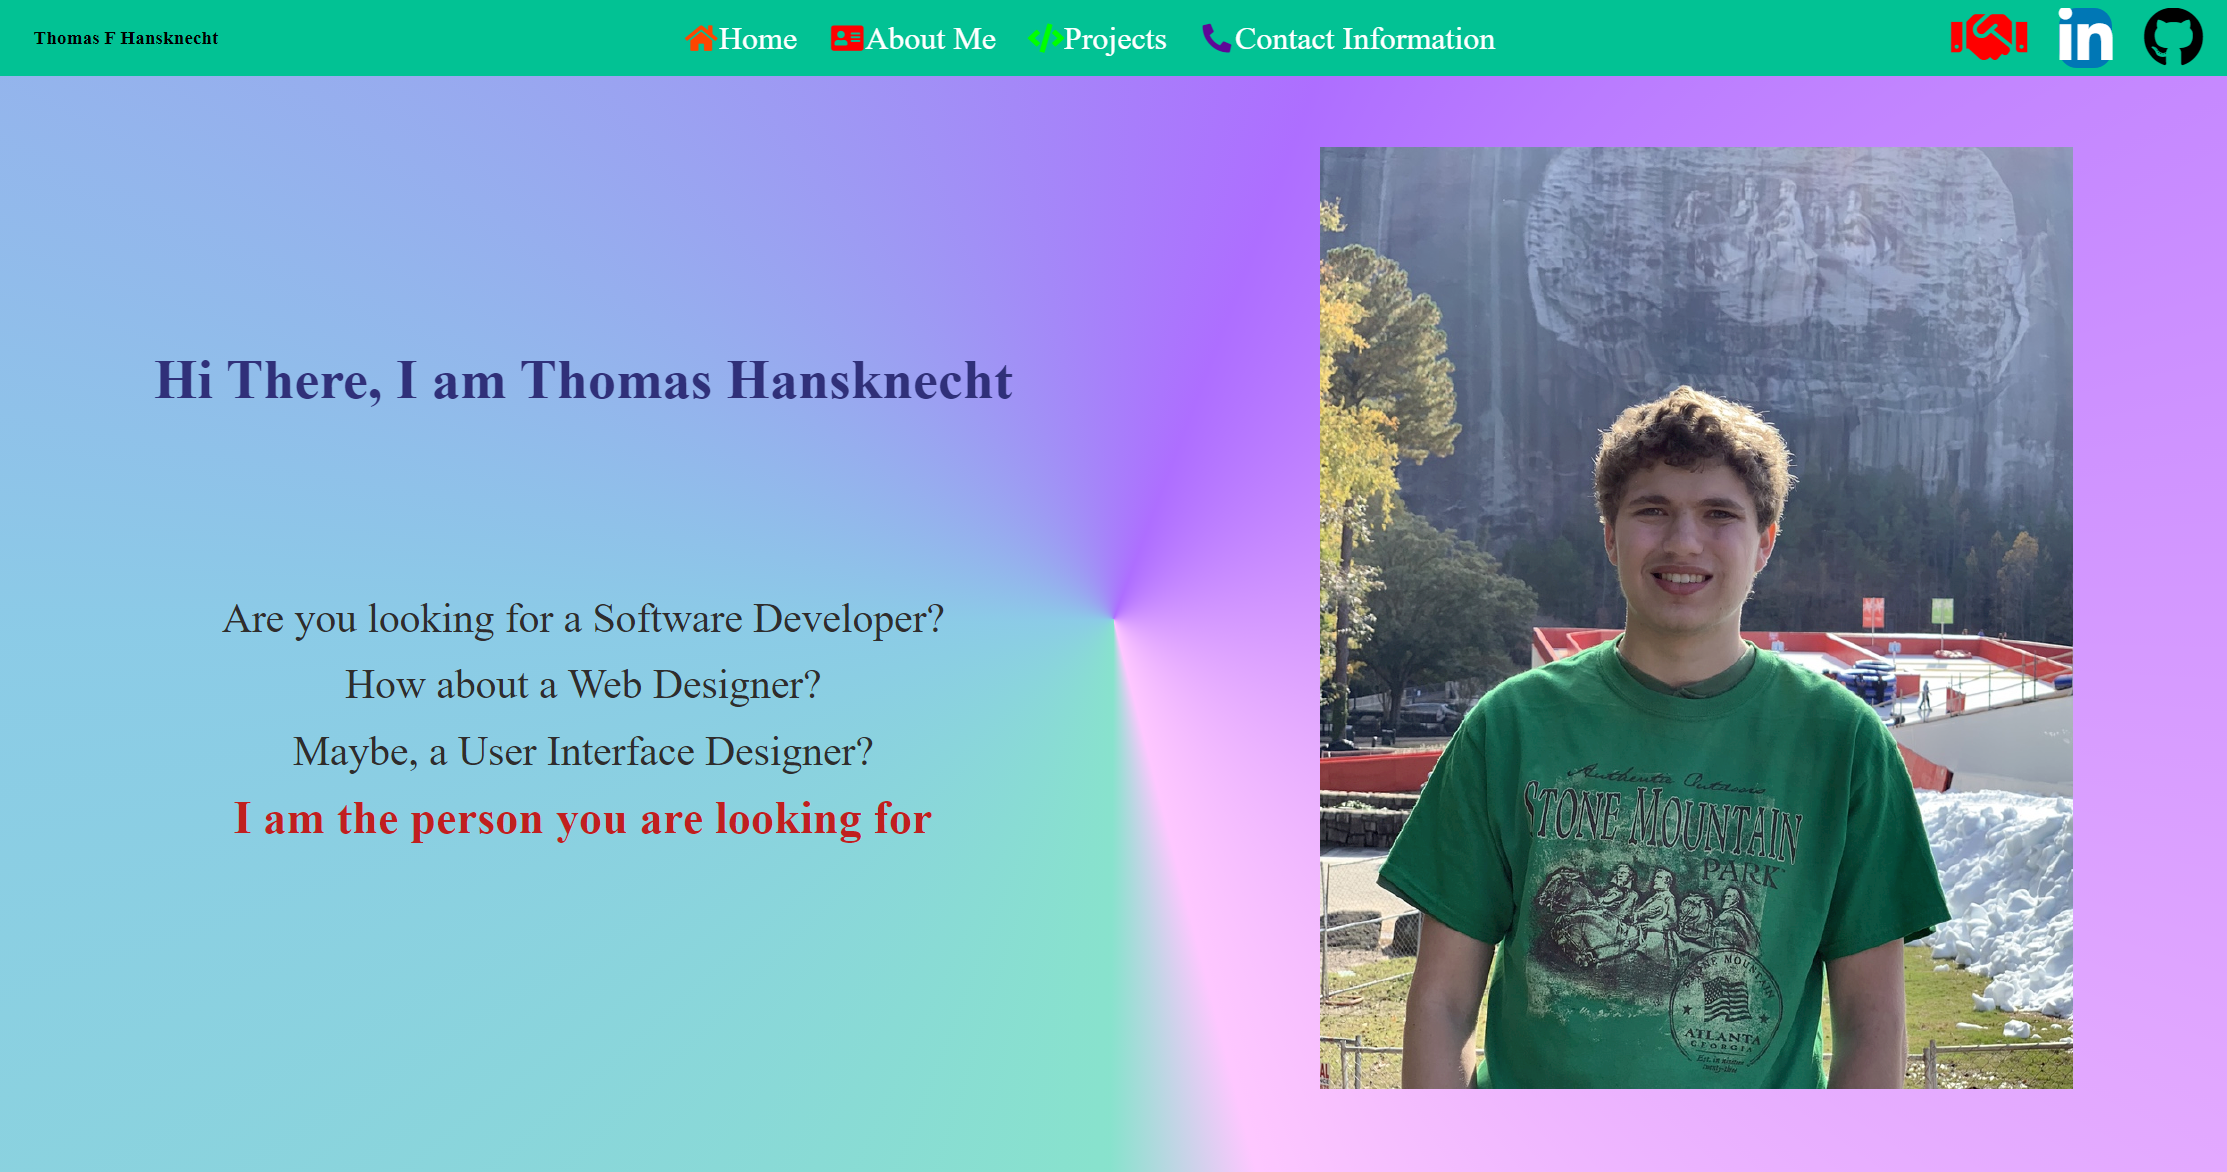 Thomas F Hansknecht
Home
About Me
Projects
Contact Information
in
Hi There, I am Thomas Hansknecht
Are you looking for a Software Developer?
How about a Web Designer?
Maybe, a User Interface Designer?
I am the person you are looking for
Authentic Outdoors
STONE MOUNTAIN
PARK
STONE MOUNTAIN
ATLANTA
GEORGIA